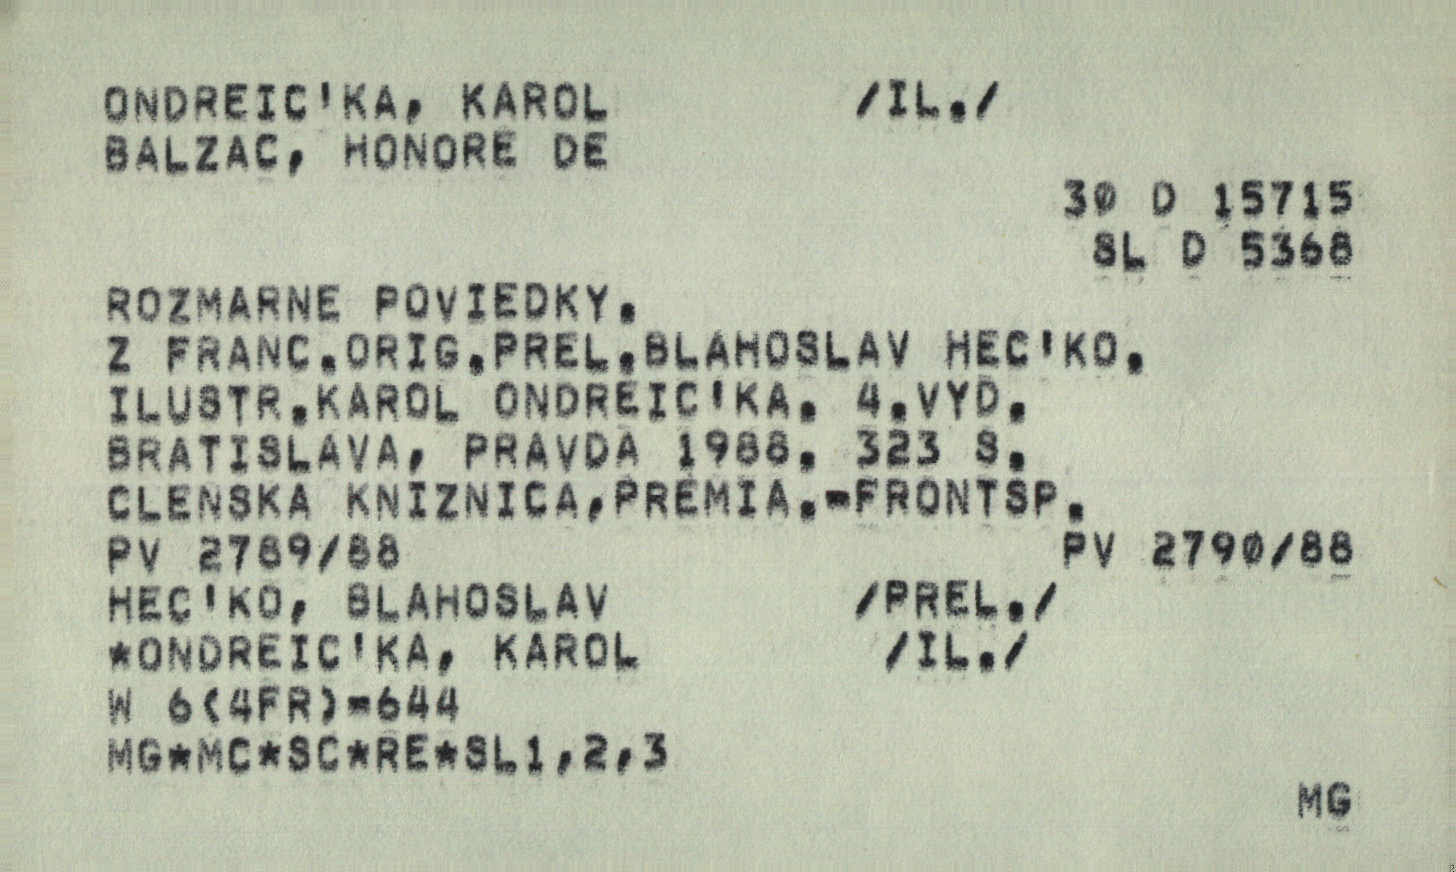 ONDREIC'KA, KAROL /IL./
BALZAC, HONORE DE
30 D 15715
SL D 5368
ROZMARNE POVIEDKY.
Z FRANC.ORIG.PREL.BLAHOSLAV HEC'KO.
ILUSTR.KAROL ONDREIC'KA. 4.VYD.
BRATISLAVA, PRAVDA 1988. 323 S.
CLENSKA KNIZNICA,PREMIA.-FRONTSP.
PV 2789/88 PV 2790/88
HEC'KO, BLAHOSLAV /PREL./
*ONDREIC'KA, KAROL /IL./
W 6(4FR)-644
MG*MC*SC*RE*SL1,2,3
MG